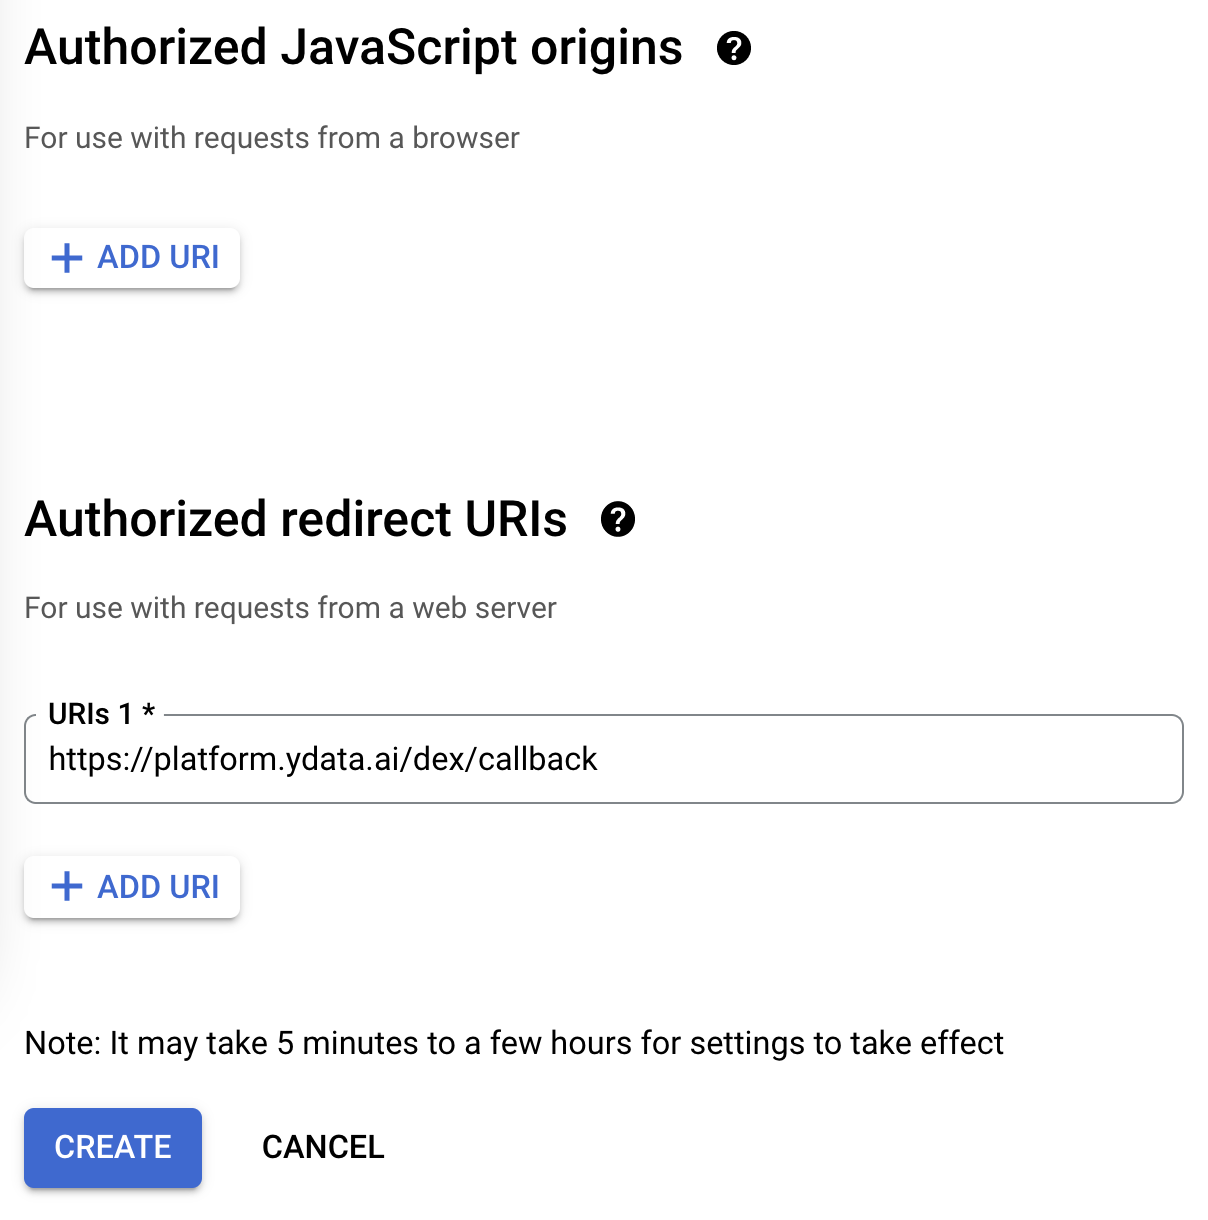 Authorized JavaScript origins ?
For use with requests from a browser
+ ADD URI
Authorized redirect URIs ?
For use with requests from a web server
URIs 1 *
https://platform.ydata.ai/dex/callback
+ ADD URI
Note: It may take 5 minutes to a few hours for settings to take effect
CREATE CANCEL